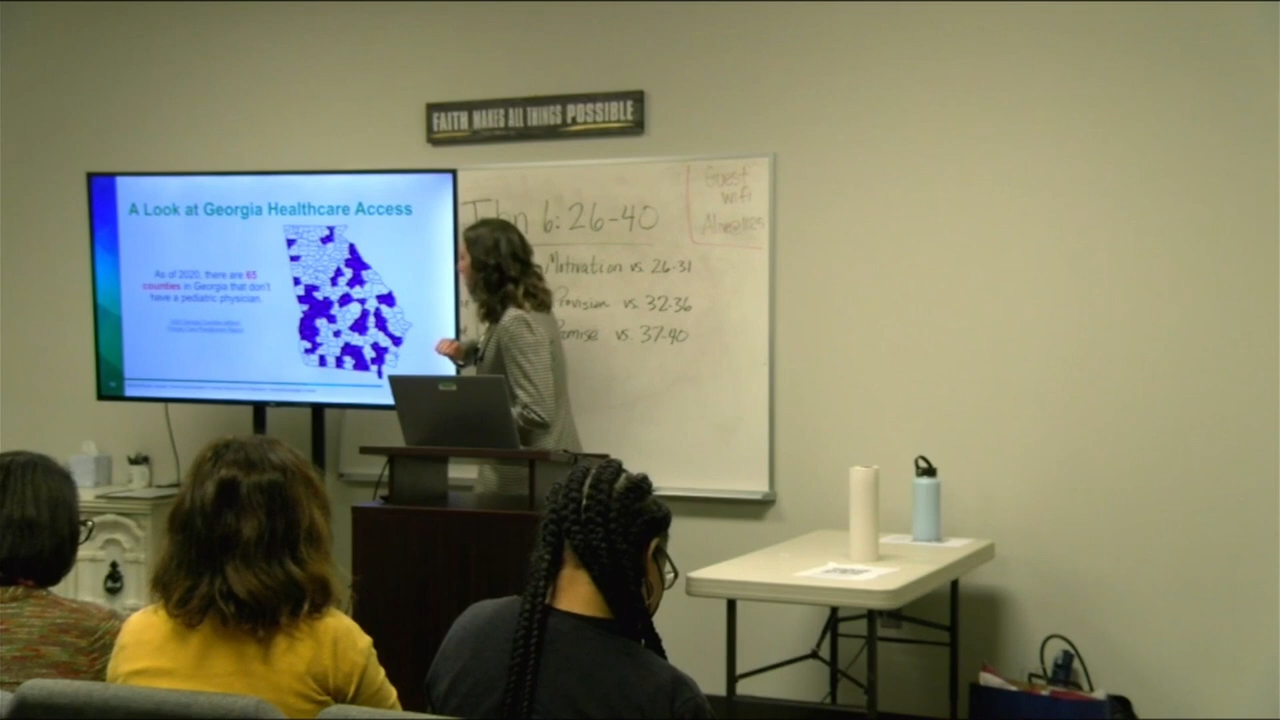 FAITH MAKES ALL THINGS POSSIBLE
A Look at Georgia Healthcare Access
As of 2020, there are 65
counties in Georgia that don't
have a pediatric physician.
Jhn 6:26-40
Motivation vs. 26-31
Provision vs. 32-36
omise vs. 37-40
Guest
wifi